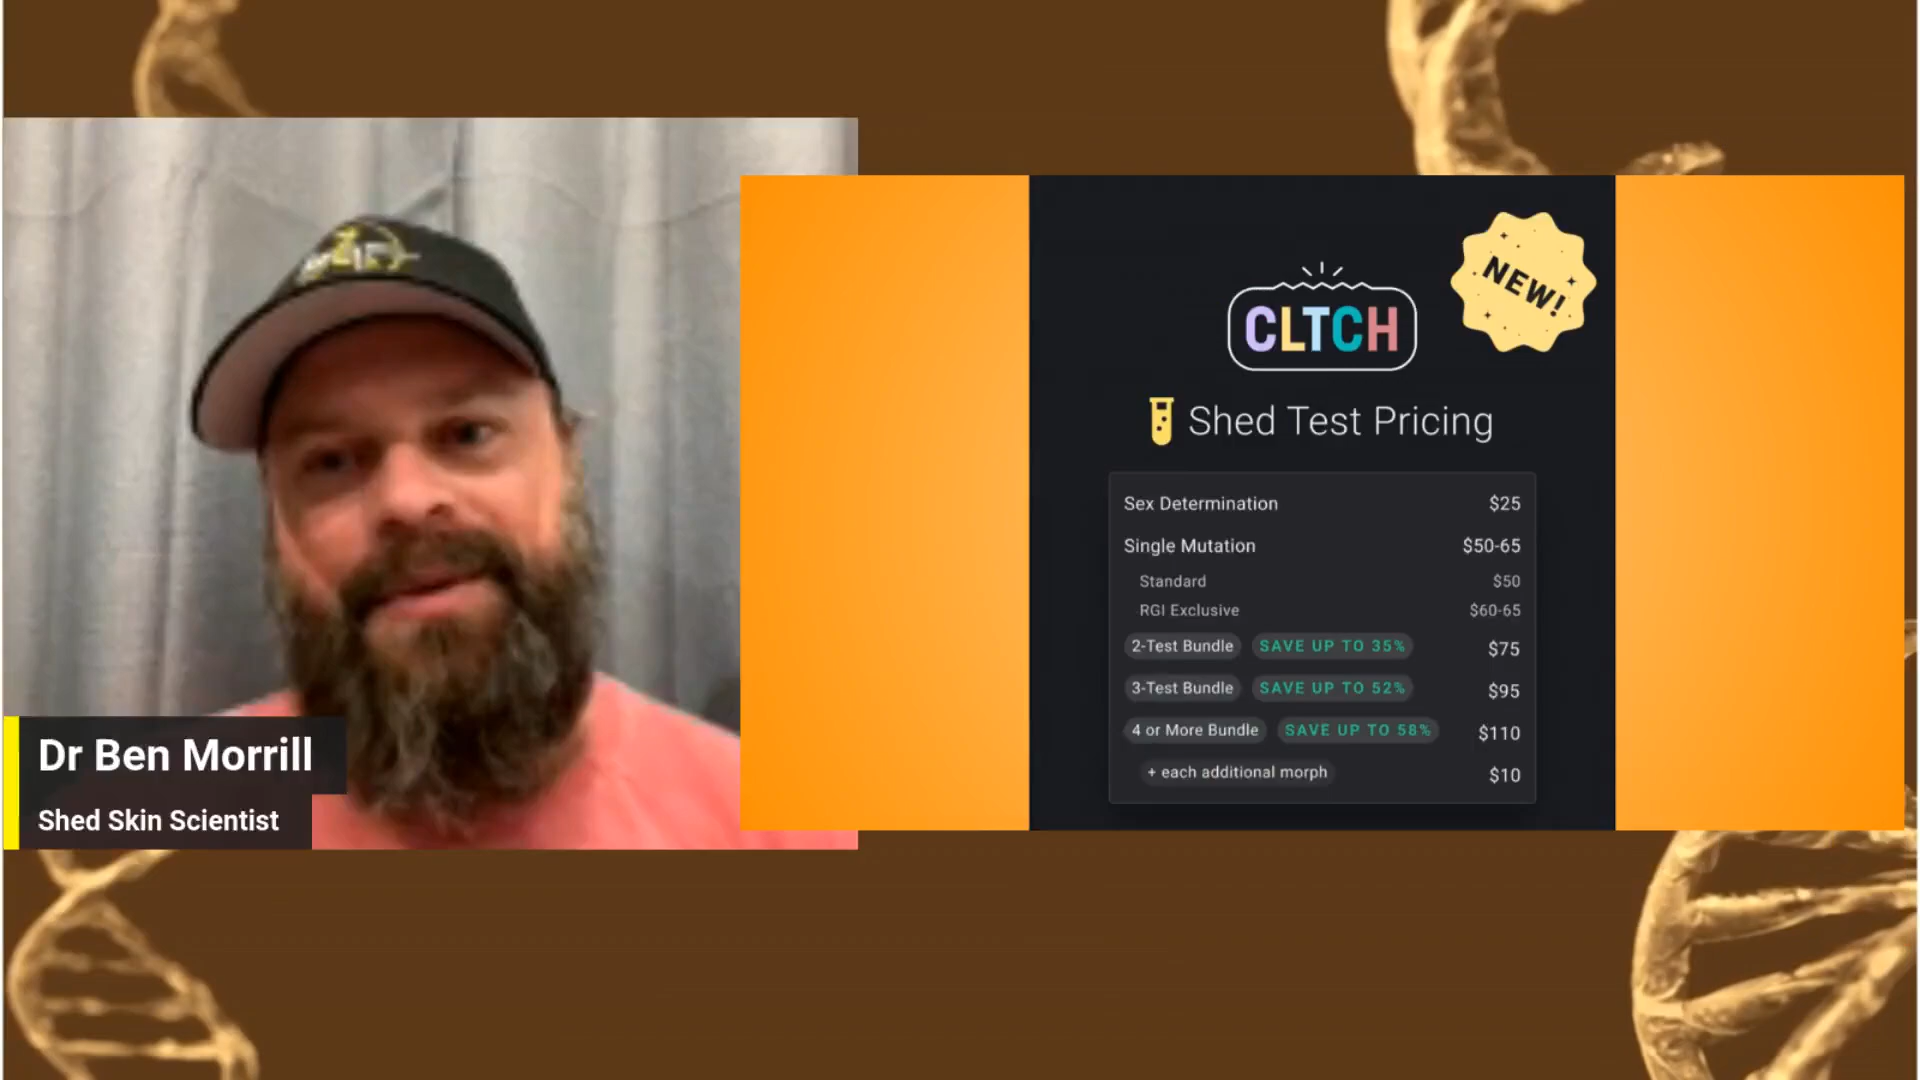 Dr Ben Morrill
Shed Skin Scientist
NEW!
CLTCH
Shed Test Pricing
Sex Determination $25
Single Mutation $50-65
Standard $50
RGI Exclusive $60-65
2-Test Bundle SAVE UP TO 35% $75
3-Test Bundle SAVE UP TO 52% $95
4 or More Bundle SAVE UP TO 58% $110
+ each additional morph $10